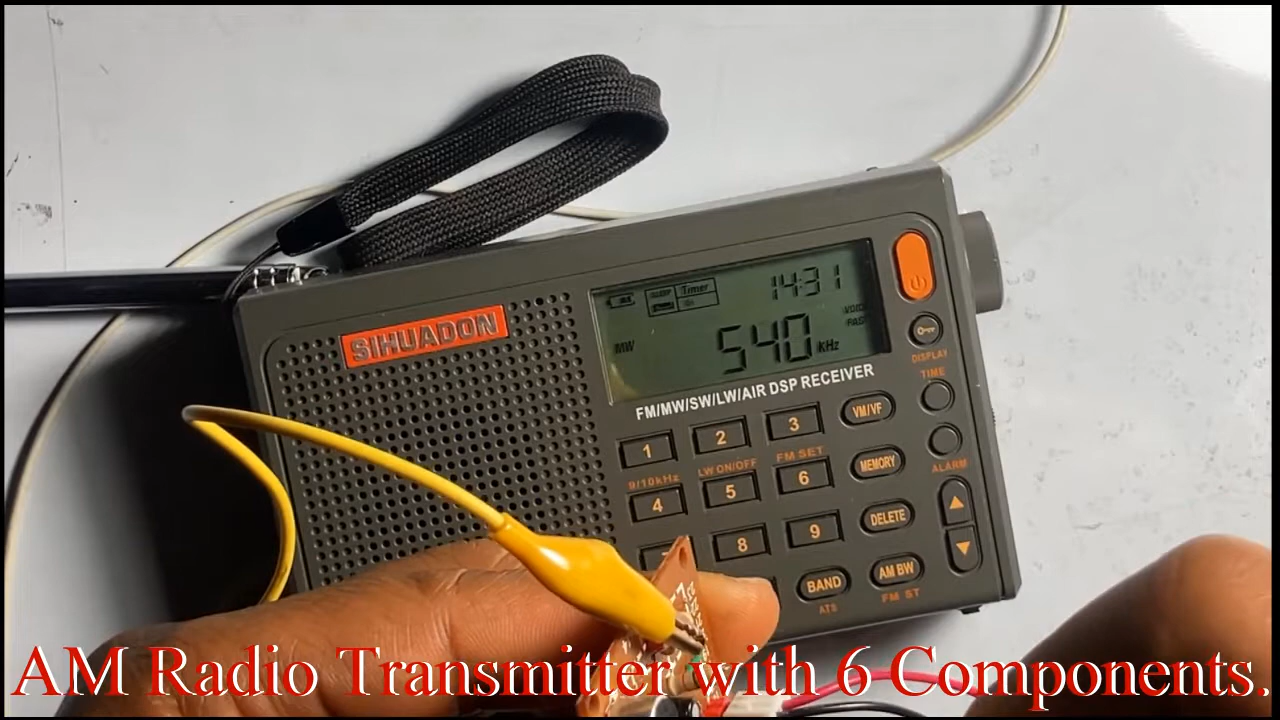 SIHUADON
Timer
14:31
MW
540 kHz
FM/MW/SW/LW/AIR DSP RECEIVER
DISPLAY
TIME
1
2
3
VM/VF
9/10kHz
LW ON/OFF
FM SET
4
5
6
MEMORY
ALARM
8
9
DELETE
BAND
AM BW
ATS
FM ST
AM Radio Transmitter with 6 Components.